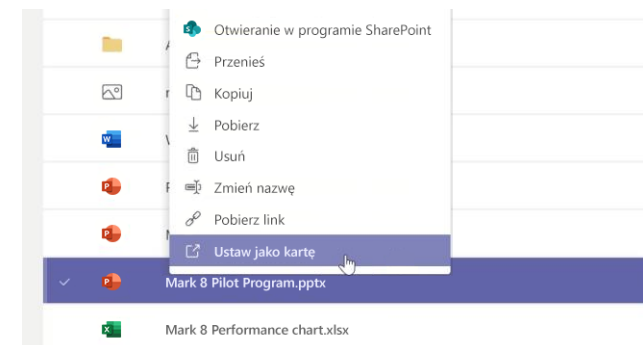 Otwieranie w programie SharePoint
Przenieś
Kopiuj
Pobierz
Usuń
Zmień nazwę
Pobierz link
Ustaw jako kartę
Mark 8 Pilot Program.pptx
Mark 8 Performance chart.xlsx